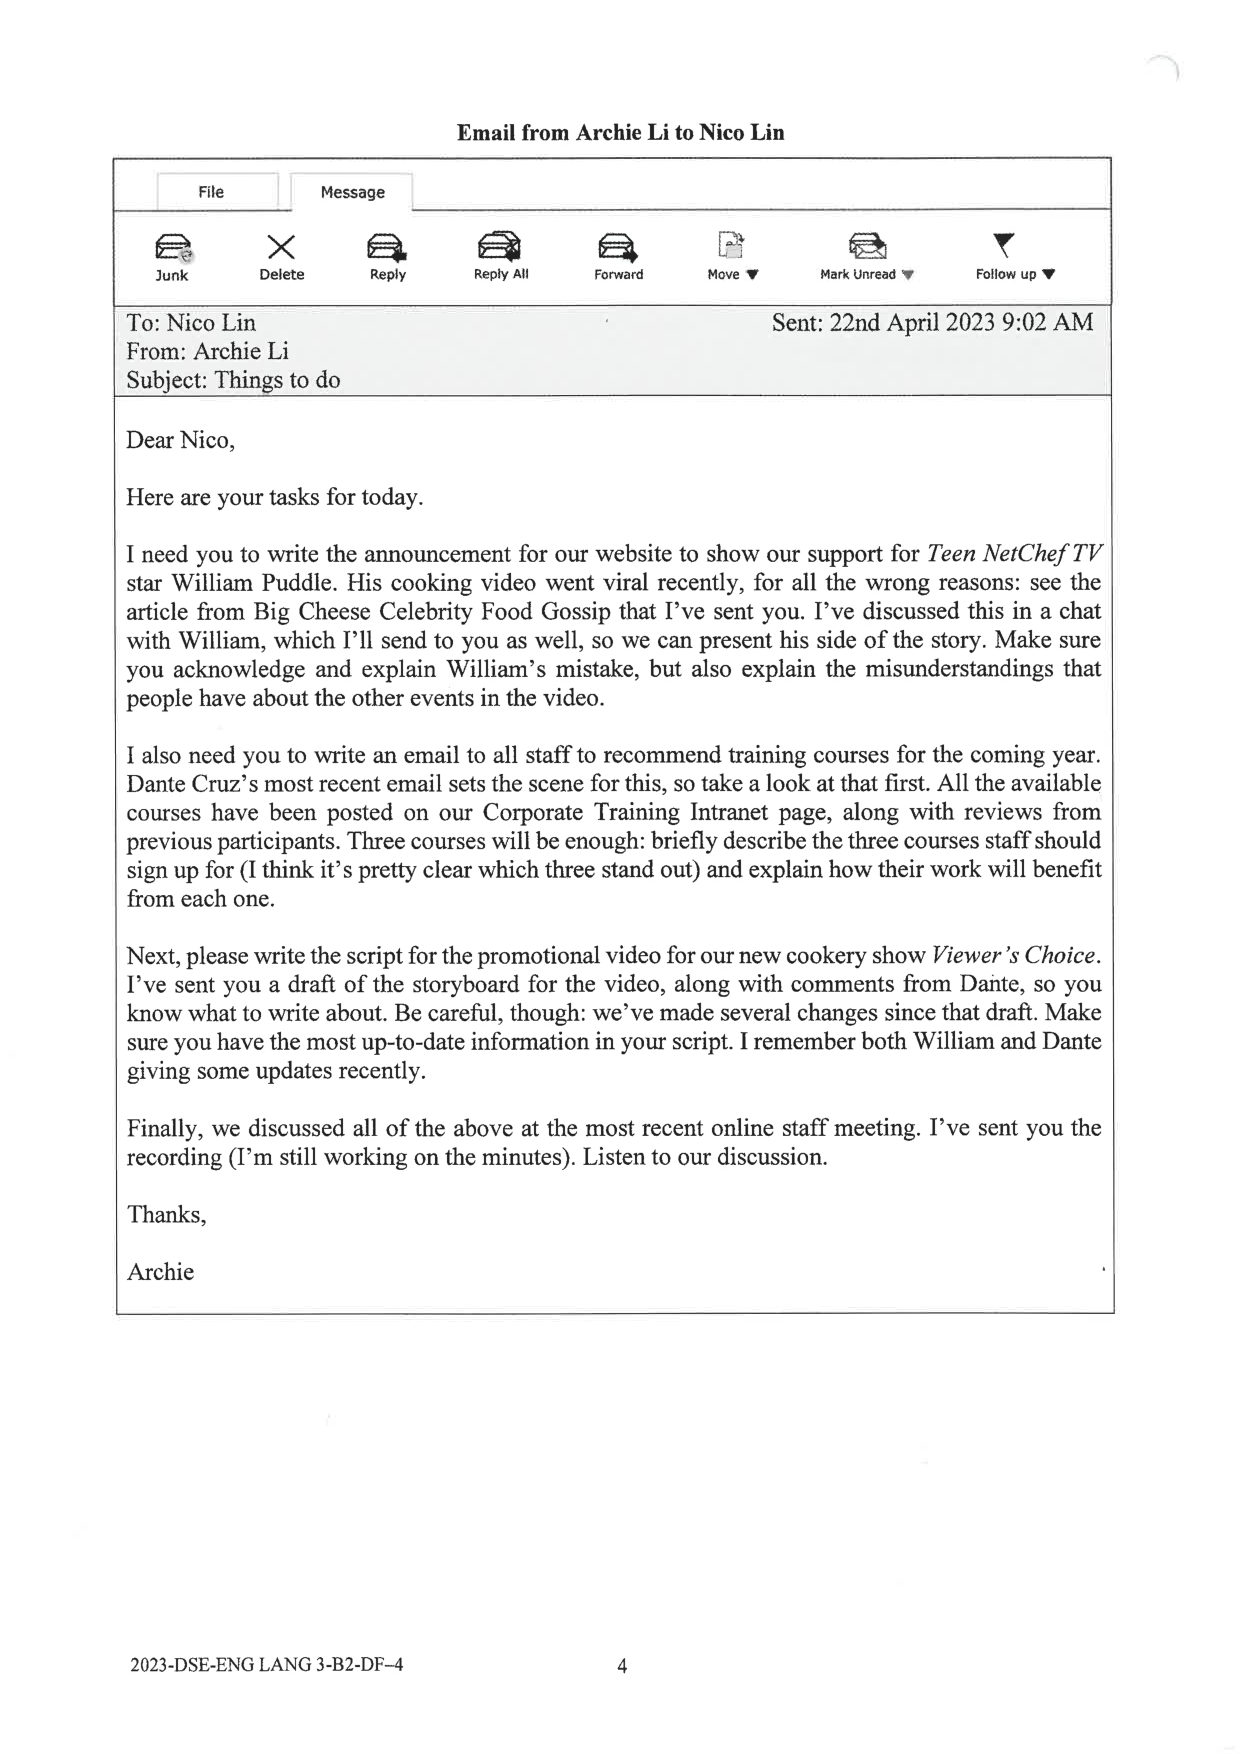 Email from Archie Li to Nico Lin
File Message
Junk Delete Reply Reply All Forward Move ▼ Mark Unread ▼ Follow up ▼
To: Nico Lin Sent: 22nd April 2023 9:02 AM
From: Archie Li
Subject: Things to do
Dear Nico,
Here are your tasks for today.
I need you to write the announcement for our website to show our support for Teen NetChef TV
star William Puddle. His cooking video went viral recently, for all the wrong reasons: see the
article from Big Cheese Celebrity Food Gossip that I've sent you. I've discussed this in a chat
with William, which I'll send to you as well, so we can present his side of the story. Make sure
you acknowledge and explain William's mistake, but also explain the misunderstandings that
people have about the other events in the video.
I also need you to write an email to all staff to recommend training courses for the coming year.
Dante Cruz's most recent email sets the scene for this, so take a look at that first. All the available
courses have been posted on our Corporate Training Intranet page, along with reviews from
previous participants. Three courses will be enough: briefly describe the three courses staff should
sign up for (I think it's pretty clear which three stand out) and explain how their work will benefit
from each one.
Next, please write the script for the promotional video for our new cookery show Viewer's Choice.
I've sent you a draft of the storyboard for the video, along with comments from Dante, so you
know what to write about. Be careful, though: we've made several changes since that draft. Make
sure you have the most up-to-date information in your script. I remember both William and Dante
giving some updates recently.
Finally, we discussed all of the above at the most recent online staff meeting. I've sent you the
recording (I'm still working on the minutes). Listen to our discussion.
Thanks,
Archie
2023-DSE-ENG LANG 3-B2-DF–4 4